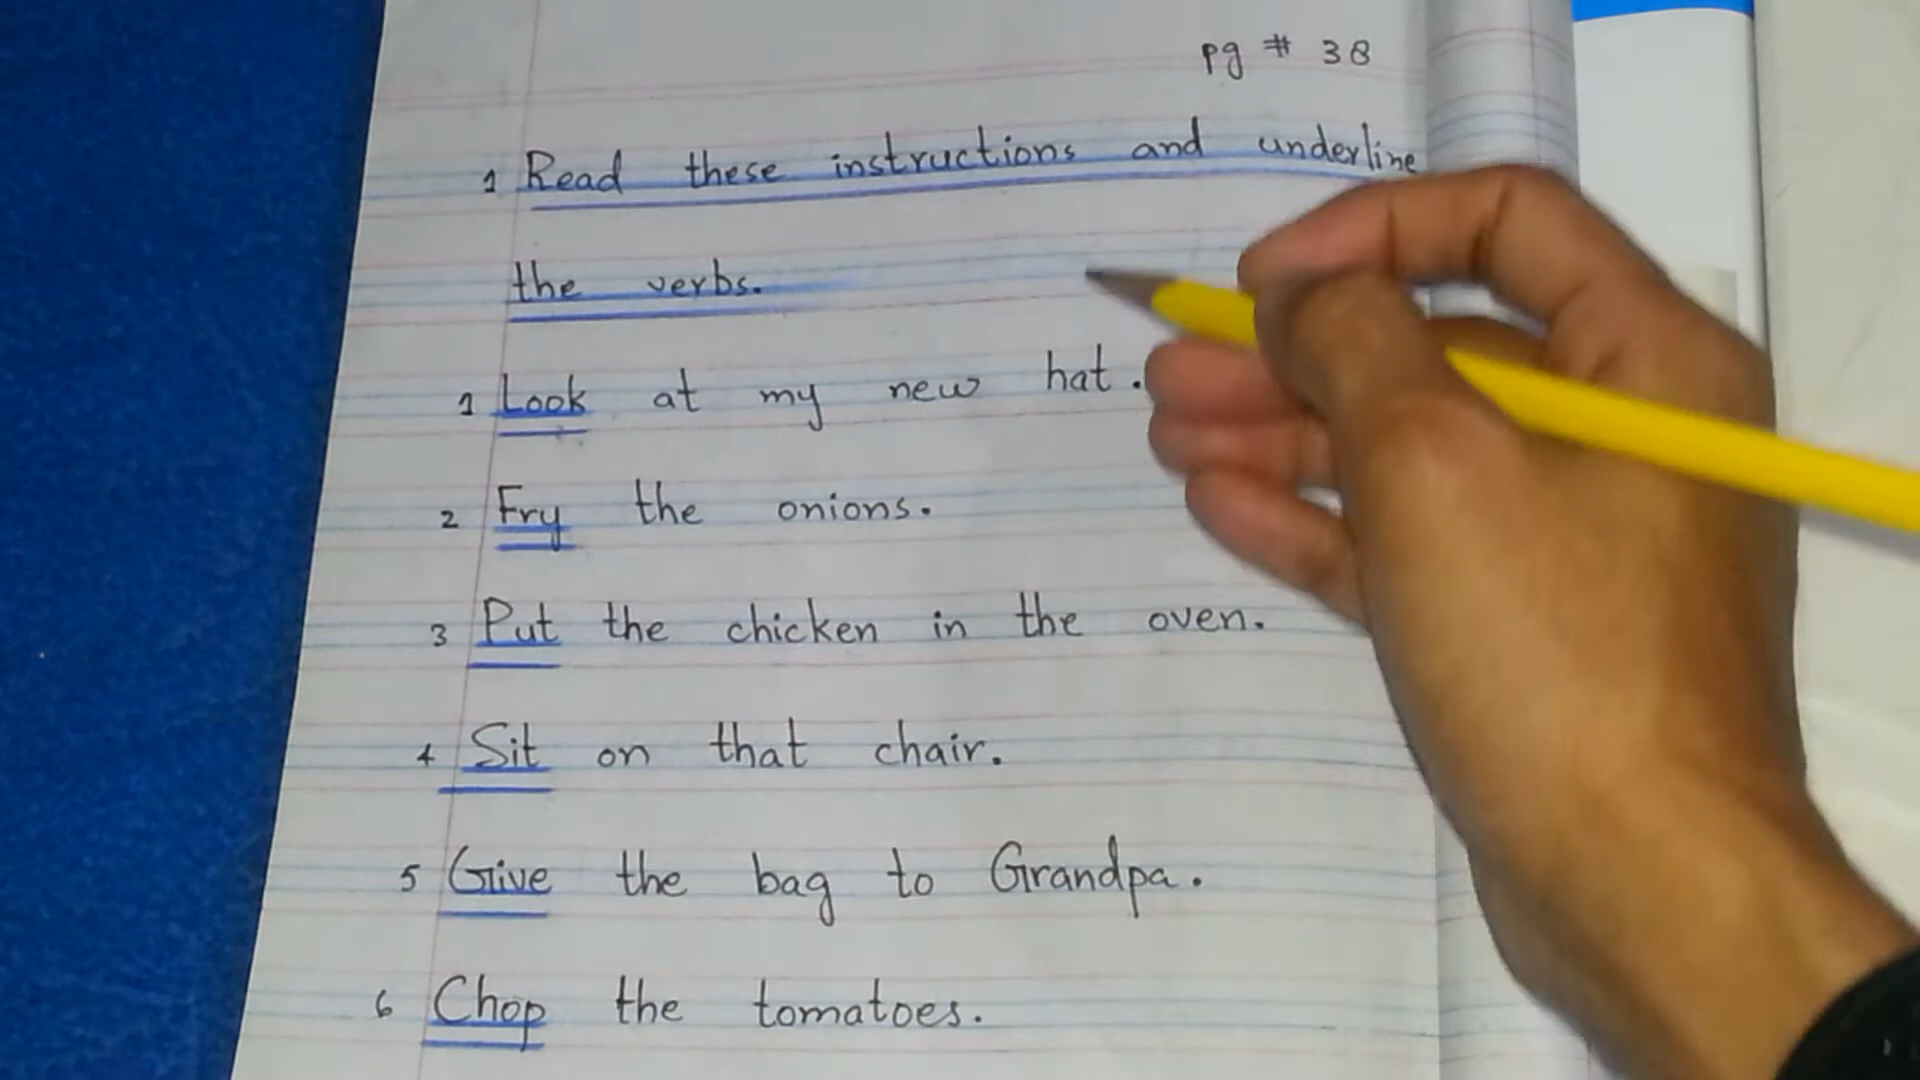 pg # 38
1 Read these instructions and underline
the verbs.
1 Look at my new hat.
2 Fry the onions.
3 Put the chicken in the oven.
4 Sit on that chair.
5 Give the bag to Grandpa.
6 Chop the tomatoes.